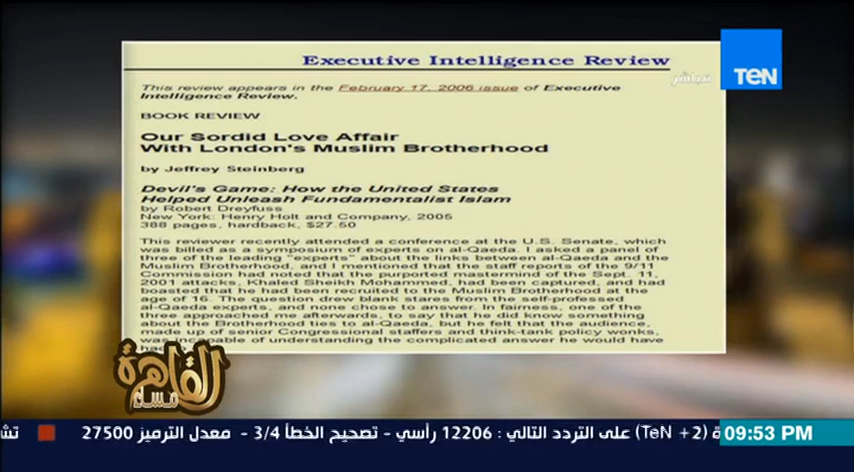 Executive Intelligence Review
TEN
مباشر
This review appears in the February 17, 2006 issue of Executive
Intelligence Review.
BOOK REVIEW
Our Sordid Love Affair
With London's Muslim Brotherhood
by Jeffrey Steinberg
Devil's Game: How the United States
Helped Unleash Fundamentalist Islam
by Robert Dreyfuss
New York: Henry Holt and Company, 2005
388 pages, hardback, $27.50
This reviewer recently attended a conference at the U.S. Senate, which
was billed as a symposium of experts on al-Qaeda. I asked a panel of
three of the leading "experts" about the links between al-Qaeda and the
Muslim Brotherhood, and I mentioned that the staff reports of the 9/11
Commission had noted that the purported mastermind of the Sept. 11,
2001 attacks, Khaled Sheikh Mohammed, had been captured, and had
boasted that he had been recruited to the Muslim Brotherhood at the
age of 16. The question drew blank stares from the self-professed
al-Qaeda experts, and none chose to answer. In fairness, one of the
three approached me afterwards, to say that he did know something
about the Brotherhood ties to al-Qaeda, but he felt that the audience,
made up of senior Congressional staffers and think-tank policy wonks,
was incapable of understanding the complicated answer he would have
القاهرة
مساء
ة (TeN +2) على التردد التالي : 12206 رأسي - تصحيح الخطأ 3/4 - معدل الترميز 27500
09:53 PM